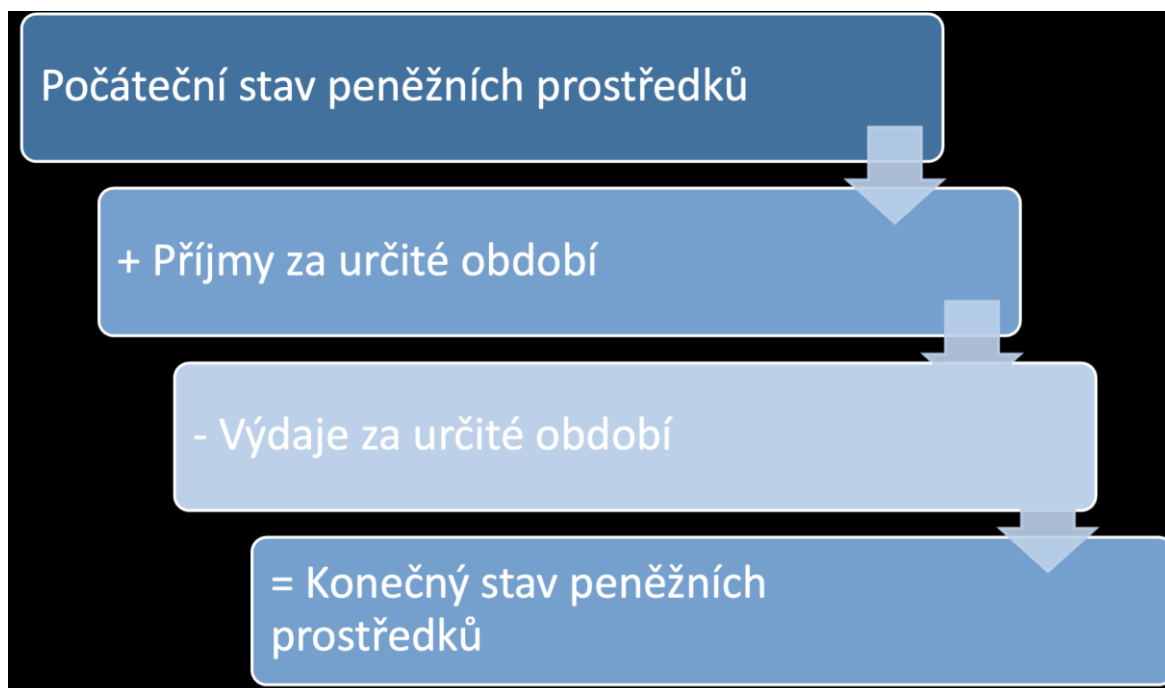 Počáteční stav peněžních prostředků
+ Příjmy za určité období
- Výdaje za určité období
= Konečný stav peněžních
prostředků